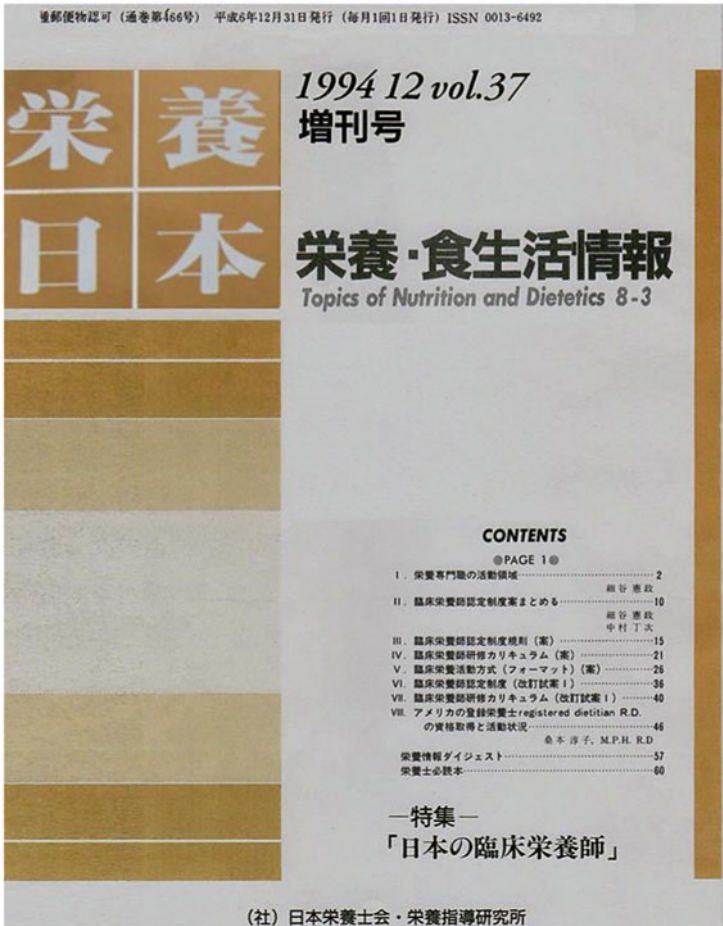 重郵便物認可（通巻第466号） 平成6年12月31日発行（毎月1回1日発行）ISSN 0013-6492
栄養
日本
1994 12 vol.37
増刊号
栄養・食生活情報
Topics of Nutrition and Dietetics 8-3
CONTENTS
◎PAGE 1◎
I．栄養専門職の活動領域……………………2
細谷 憲政
II．臨床栄養師認定制度案まとめる……………………10
細谷 憲政
中村 丁次
III．臨床栄養師認定制度規則（案）……………………15
IV．臨床栄養師研修カリキュラム（案）……………………21
V．臨床栄養活動方式（フォーマット）（案）……………………26
VI．臨床栄養師認定制度（改訂試案I）……………………36
VII．臨床栄養師研修カリキュラム（改訂試案I）……………………40
VIII．アメリカの登録栄養士registered dietitian R.D.
の資格取得と活動状況……………………46
桑本 淳子, M.P.H. R.D
栄養情報ダイジェスト……………………57
栄養士必読本……………………60
―特集―
「日本の臨床栄養師」
（社）日本栄養士会・栄養指導研究所